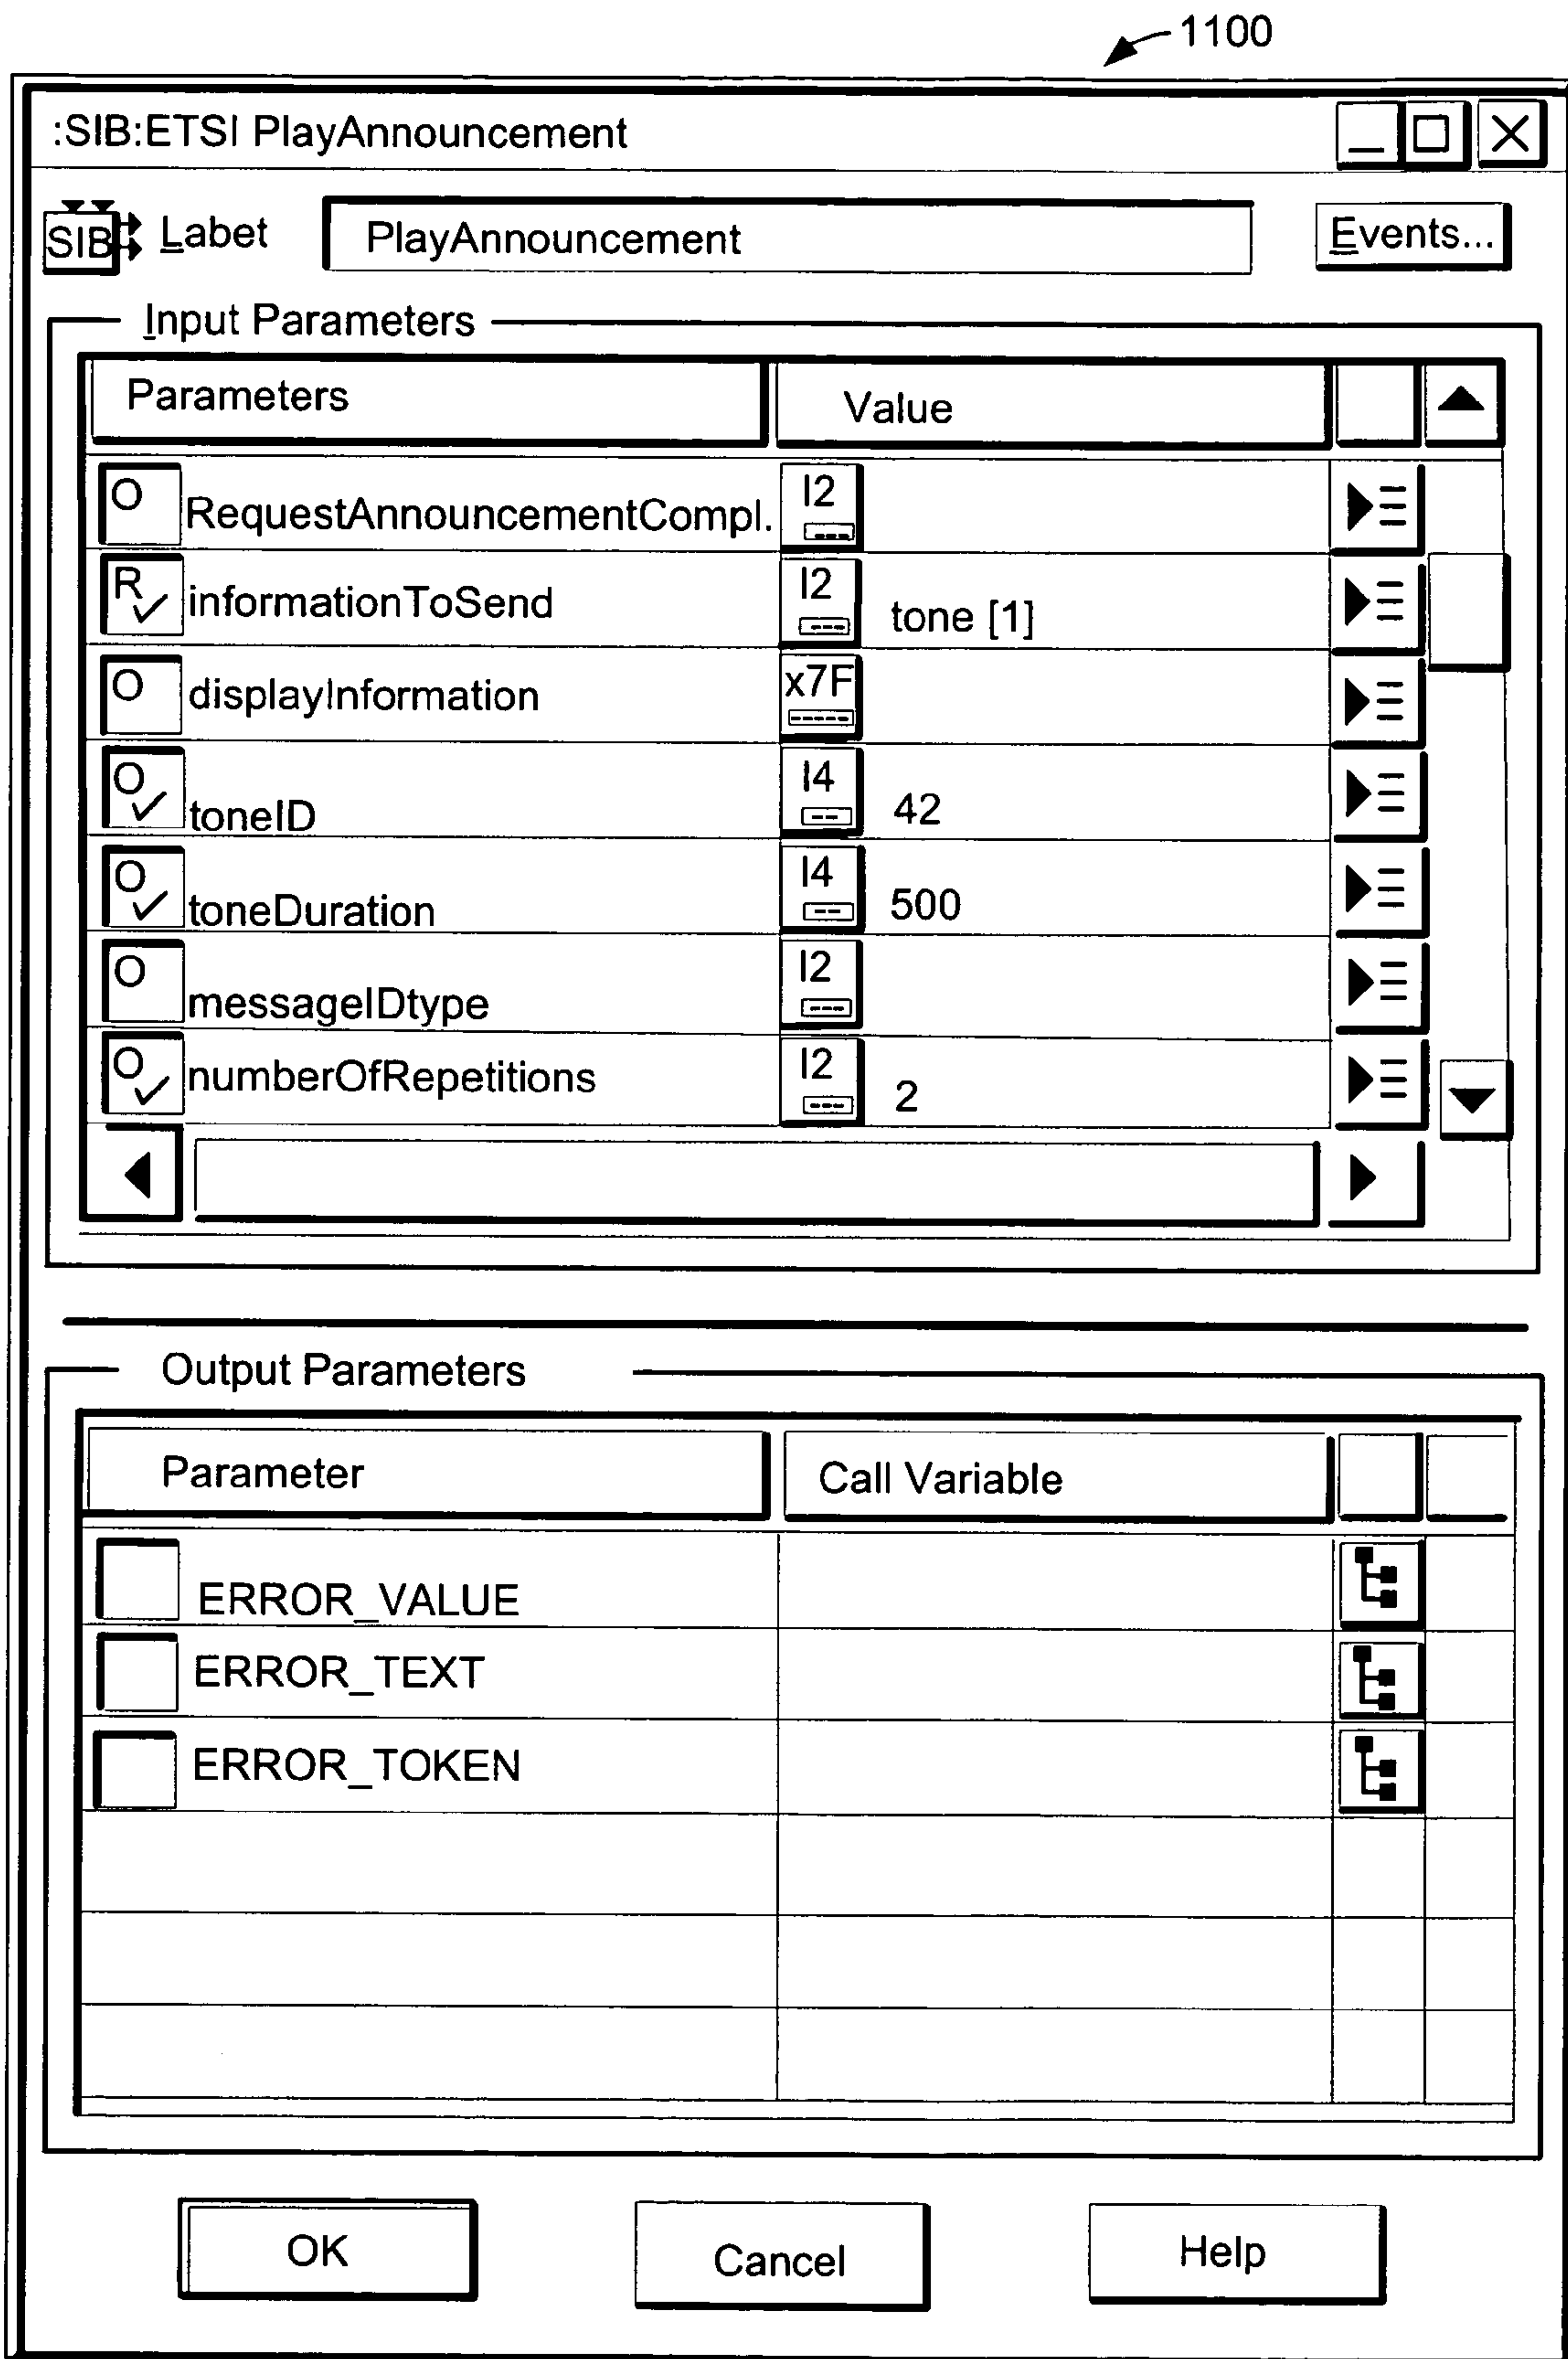 1100
:SIB:ETSI PlayAnnouncement
SIB Labet PlayAnnouncement Events...
Input Parameters
Parameters Value
O RequestAnnouncementCompl. I2
R informationToSend I2 tone [1]
O displayInformation x7F
O toneID I4 42
O toneDuration I4 500
O messageIDtype I2
O numberOfRepetitions I2 2
Output Parameters
Parameter Call Variable
ERROR_VALUE
ERROR_TEXT
ERROR_TOKEN
OK Cancel Help